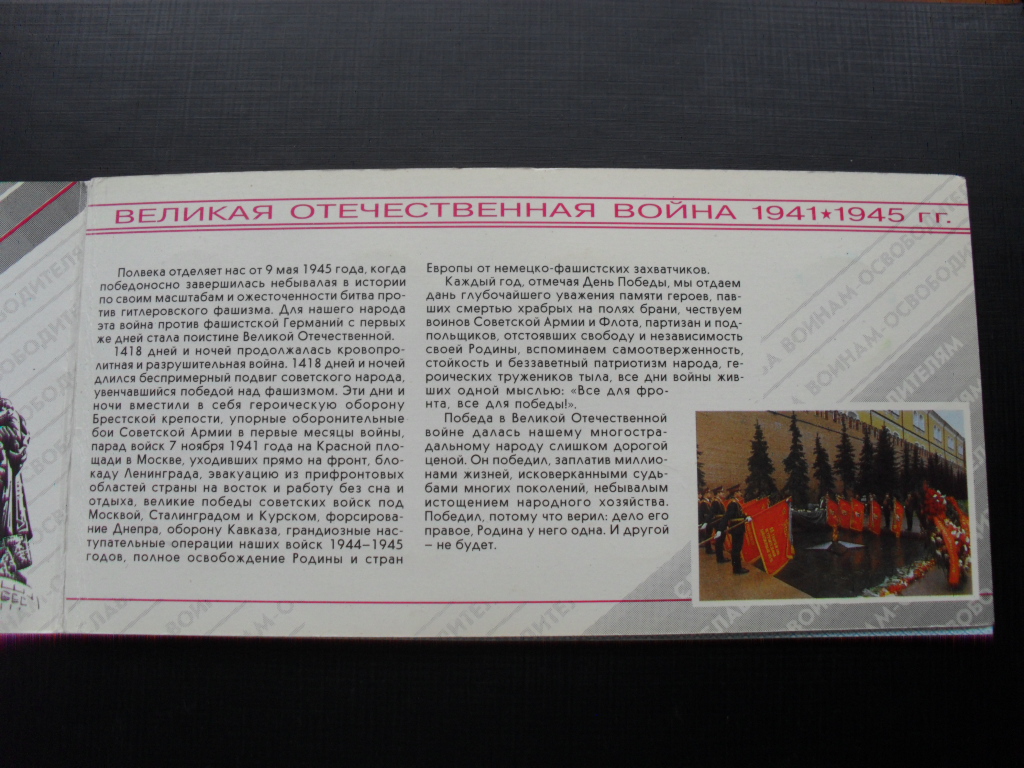 ВЕЛИКАЯ ОТЕЧЕСТВЕННАЯ ВОЙНА 1941★1945 гг.
Полвека отделяет нас от 9 мая 1945 года, когда
победоносно завершилась небывалая в истории
по своим масштабам и ожесточенности битва про-
тив гитлеровского фашизма. Для нашего народа
эта война против фашистской Германий с первых
же дней стала поистине Великой Отечественной.
1418 дней и ночей продолжалась кровопро-
литная и разрушительная война. 1418 дней и ночей
длился беспримерный подвиг советского народа,
увенчавшийся победой над фашизмом. Эти дни и
ночи вместили в себя героическую оборону
Брестской крепости, упорные оборонительные
бои Советской Армии в первые месяцы войны,
парад войск 7 ноября 1941 года на Красной пло-
щади в Москве, уходивших прямо на фронт, бло-
каду Ленинграда, эвакуацию из прифронтовых
областей страны на восток и работу без сна и
отдыха, великие победы советских войск под
Москвой, Сталинградом и Курском, форсирова-
ние Днепра, оборону Кавказа, грандиозные нас-
тупательные операции наших войск 1944–1945
годов, полное освобождение Родины и стран
Европы от немецко-фашистских захватчиков.
Каждый год, отмечая День Победы, мы отдаем
дань глубочайшего уважения памяти героев, пав-
ших смертью храбрых на полях брани, чествуем
воинов Советской Армии и Флота, партизан и под-
польщиков, отстоявших свободу и независимость
своей Родины, вспоминаем самоотверженность,
стойкость и беззаветный патриотизм народа, ге-
роических тружеников тыла, все дни войны жив-
ших одной мыслью: «Все для фро-
нта, все для победы!».
Победа в Великой Отечественной
войне далась нашему многостра-
дальному народу слишком дорогой
ценой. Он победил, заплатив миллио-
нами жизней, исковерканными судь-
бами многих поколений, небывалым
истощением народного хозяйства.
Победил, потому что верил: дело его
правое, Родина у него одна. И другой
– не будет.
ВОИНАМ-ОСВОБОДИТЕЛЯМ